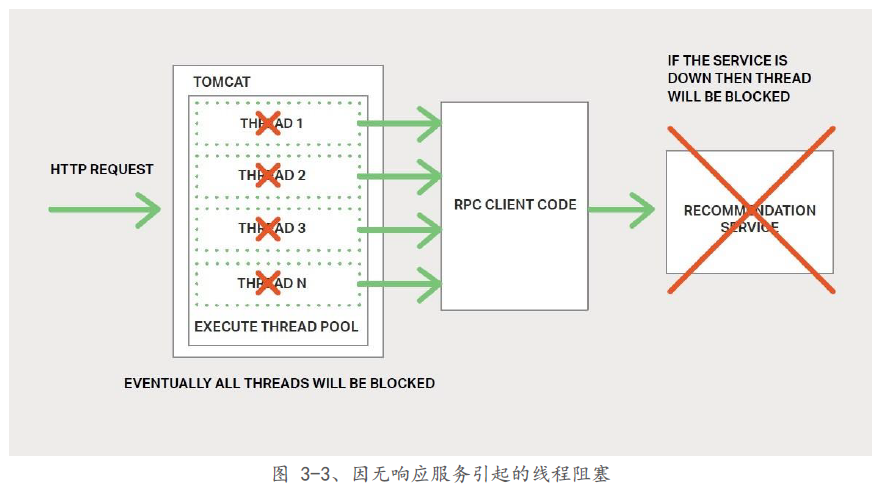 IF THE SERVICE IS
DOWN THEN THREAD
WILL BE BLOCKED
TOMCAT
THREAD 1
THREAD 2
THREAD 3
THREAD N
EXECUTE THREAD POOL
HTTP REQUEST
RPC CLIENT CODE
RECOMMENDATION
SERVICE
EVENTUALLY ALL THREADS WILL BE BLOCKED
图 3-3、因无响应服务引起的线程阻塞